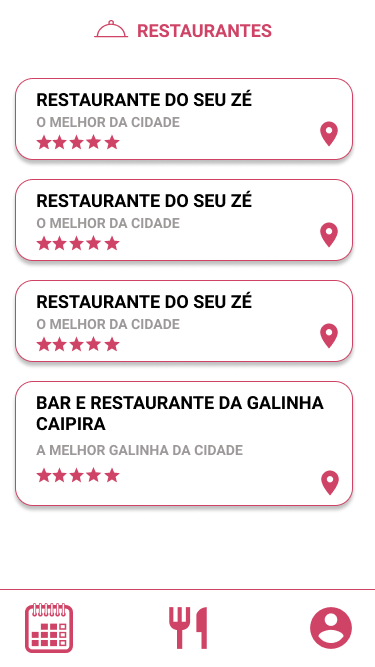 RESTAURANTES
RESTAURANTE DO SEU ZÉ
O MELHOR DA CIDADE
RESTAURANTE DO SEU ZÉ
O MELHOR DA CIDADE
RESTAURANTE DO SEU ZÉ
O MELHOR DA CIDADE
BAR E RESTAURANTE DA GALINHA
CAIPIRA
A MELHOR GALINHA DA CIDADE